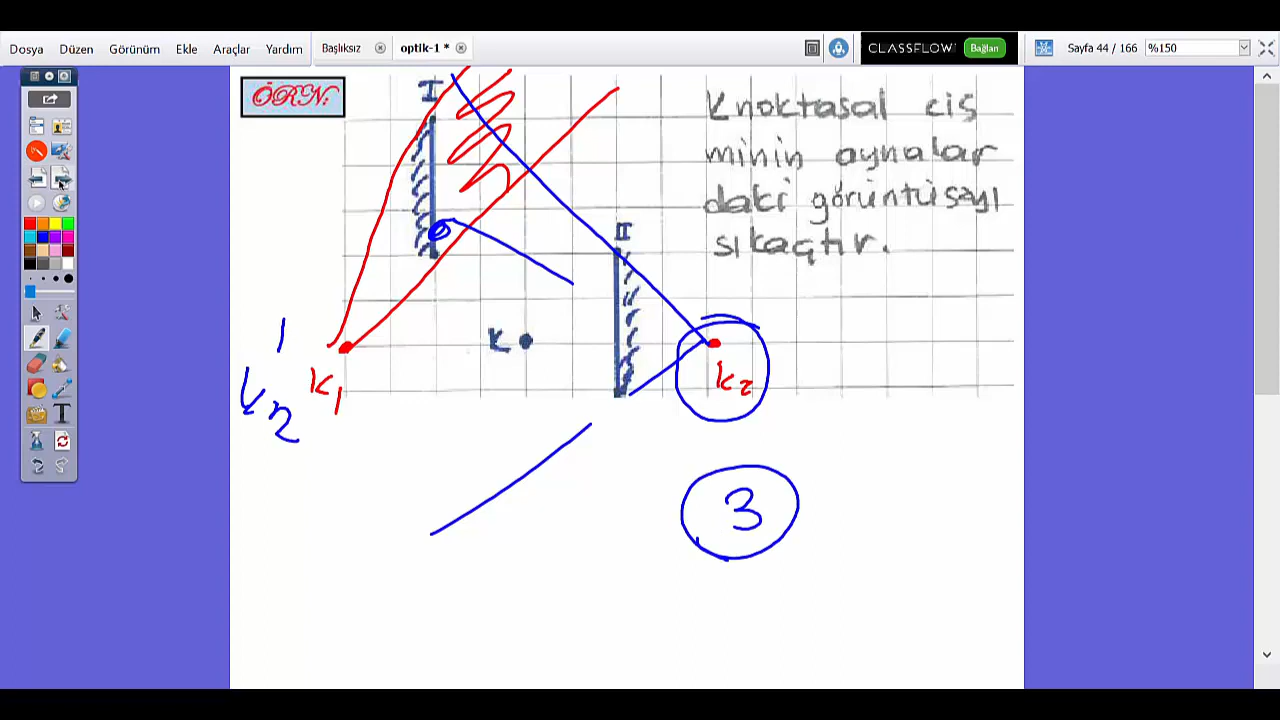 Dosya Düzen Görünüm Ekle Araçlar Yardım Başlıksız optik-1 * CLASSFLOW Bağlan Sayfa 44 / 166 %150
ÖRN:
I
K noktasal cis
minin aynalar
daki görüntü sayı
sı kaçtır.
II
K
K1
K2
3